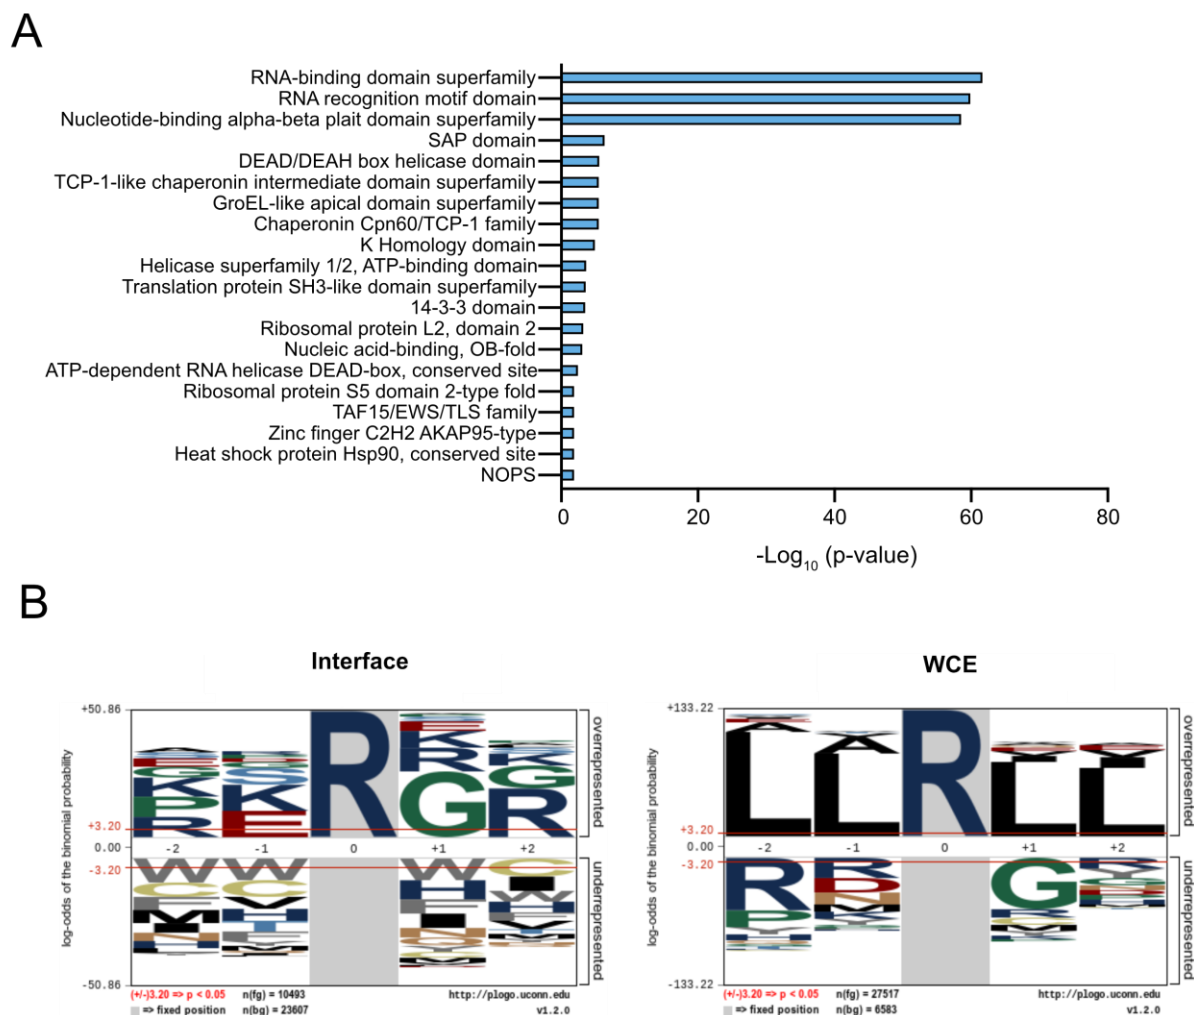 A
RNA-binding domain superfamily
RNA recognition motif domain
Nucleotide-binding alpha-beta plait domain superfamily
SAP domain
DEAD/DEAH box helicase domain
TCP-1-like chaperonin intermediate domain superfamily
GroEL-like apical domain superfamily
Chaperonin Cpn60/TCP-1 family
K Homology domain
Helicase superfamily 1/2, ATP-binding domain
Translation protein SH3-like domain superfamily
14-3-3 domain
Ribosomal protein L2, domain 2
Nucleic acid-binding, OB-fold
ATP-dependent RNA helicase DEAD-box, conserved site
Ribosomal protein S5 domain 2-type fold
TAF15/EWS/TLS family
Zinc finger C2H2 AKAP95-type
Heat shock protein Hsp90, conserved site
NOPS
0 20 40 60 80
-Log10 (p-value)
B
Interface
+50.86
log-odds of the binomial probability
overrepresented
R
+3.20
0.00 -2 -1 0 +1 +2
-3.20
underrepresented
-50.86
(+/-)3.20 => p < 0.05 n(fg) = 10493 http://plogo.uconn.edu
=> fixed position n(bg) = 23607 v1.2.0
WCE
+133.22
log-odds of the binomial probability
overrepresented
R
+3.20
0.00 -2 -1 0 +1 +2
-3.20
underrepresented
-133.22
(+/-)3.20 => p < 0.05 n(fg) = 27517 http://plogo.uconn.edu
=> fixed position n(bg) = 6583 v1.2.0